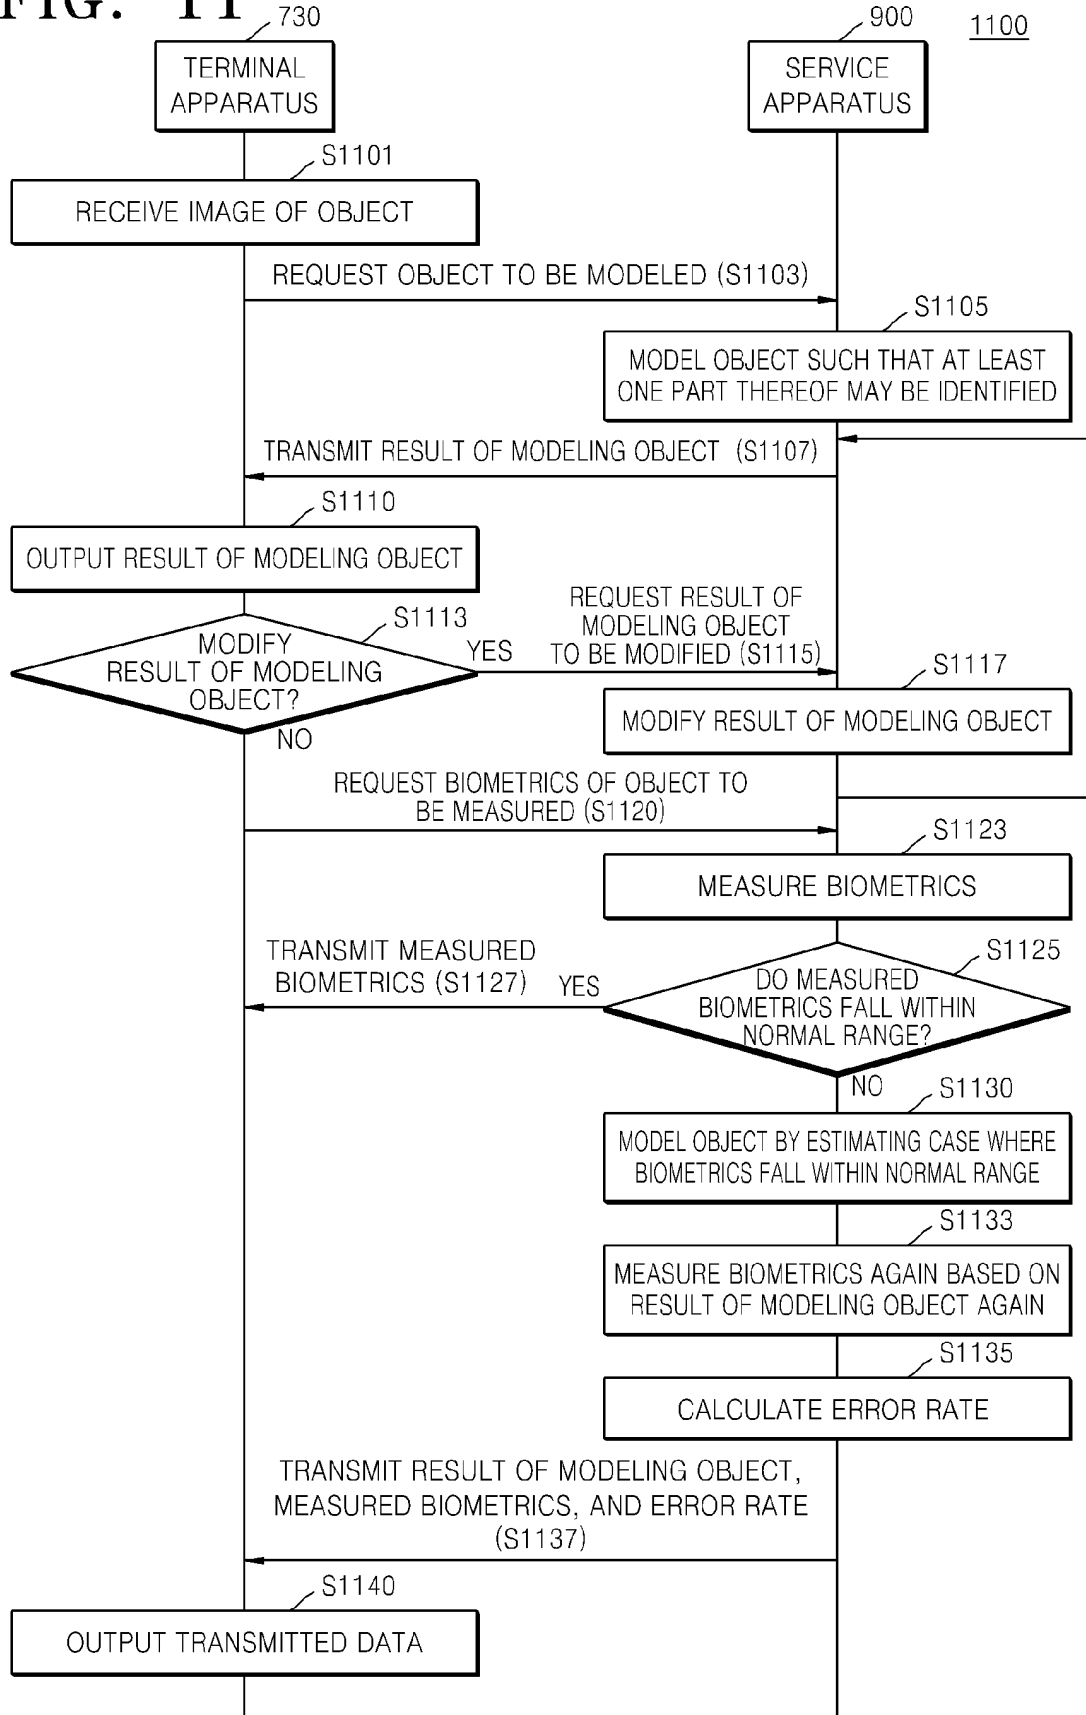 FIG. 11
730
900
1100
TERMINAL
APPARATUS
SERVICE
APPARATUS
S1101
RECEIVE IMAGE OF OBJECT
REQUEST OBJECT TO BE MODELED (S1103)
S1105
MODEL OBJECT SUCH THAT AT LEAST
ONE PART THEREOF MAY BE IDENTIFIED
TRANSMIT RESULT OF MODELING OBJECT (S1107)
S1110
OUTPUT RESULT OF MODELING OBJECT
S1113
MODIFY
RESULT OF MODELING
OBJECT?
YES
NO
REQUEST RESULT OF
MODELING OBJECT
TO BE MODIFIED (S1115)
S1117
MODIFY RESULT OF MODELING OBJECT
REQUEST BIOMETRICS OF OBJECT TO
BE MEASURED (S1120)
S1123
MEASURE BIOMETRICS
TRANSMIT MEASURED
BIOMETRICS (S1127)
YES
S1125
DO MEASURED
BIOMETRICS FALL WITHIN
NORMAL RANGE?
NO
S1130
MODEL OBJECT BY ESTIMATING CASE WHERE
BIOMETRICS FALL WITHIN NORMAL RANGE
S1133
MEASURE BIOMETRICS AGAIN BASED ON
RESULT OF MODELING OBJECT AGAIN
S1135
CALCULATE ERROR RATE
TRANSMIT RESULT OF MODELING OBJECT,
MEASURED BIOMETRICS, AND ERROR RATE
(S1137)
S1140
OUTPUT TRANSMITTED DATA